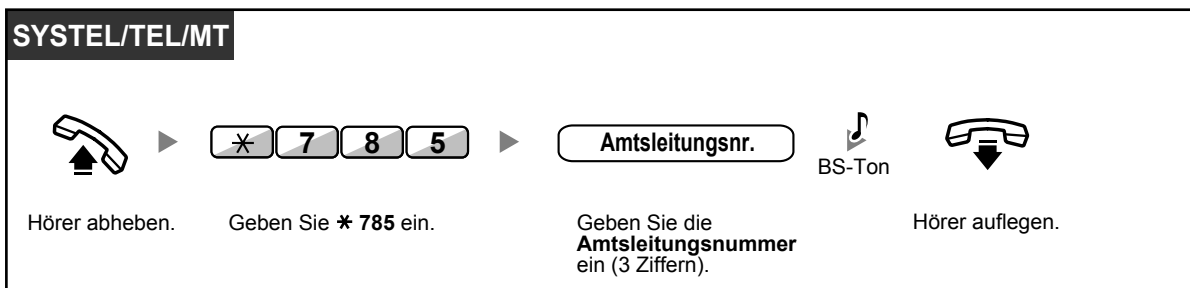 SYSTEL/TEL/MT
* 7 8 5
Amtsleitungsnr.
BS-Ton
Hörer abheben.
Geben Sie * 785 ein.
Geben Sie die
Amtsleitungsnummer
ein (3 Ziffern).
Hörer auflegen.